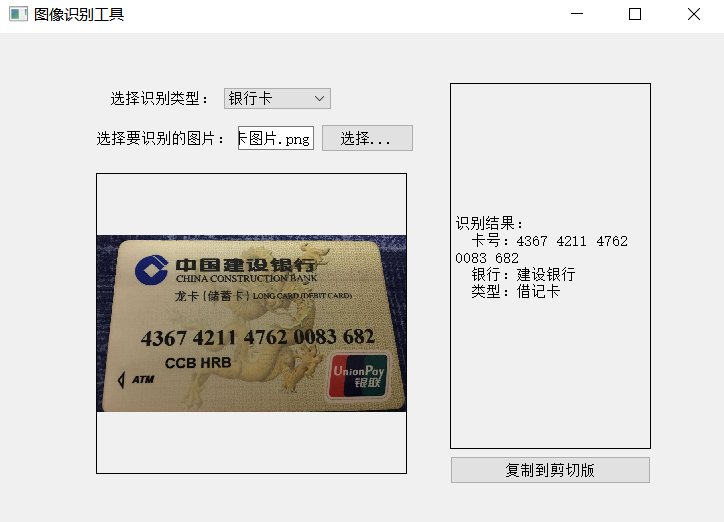 图像识别工具
选择识别类型： 银行卡
选择要识别的图片： 卡图片.png 选择...
中国建设银行
CHINA CONSTRUCTION BANK
龙卡(储蓄卡) LONG CARD (DEBIT CARD)
4367 4211 4762 0083 682
CCB HRB
ATM
UnionPay
银联
识别结果：
卡号：4367 4211 4762
0083 682
银行：建设银行
类型：借记卡
复制到剪切版